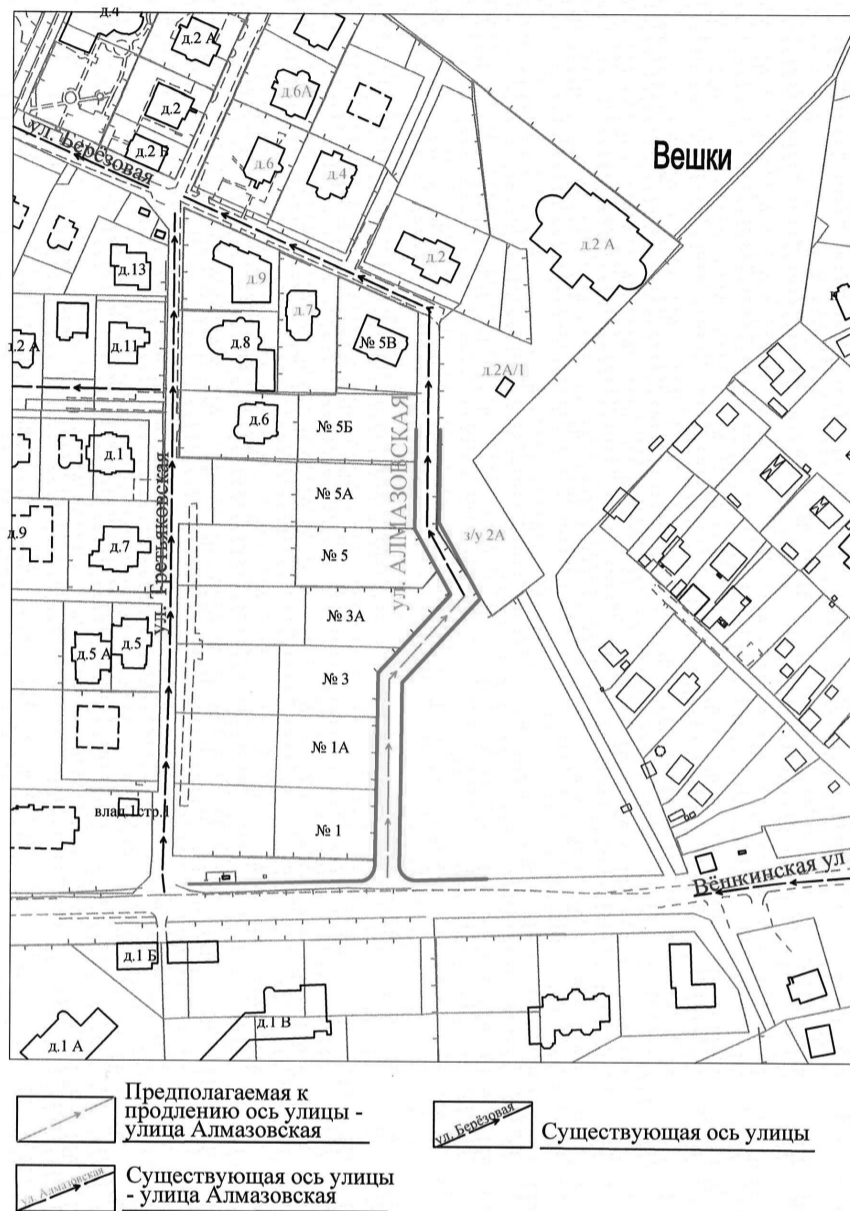 д.4
д.2 А
д.6А
д.2
Вешки
ул. Берёзовая
д.2 Б
д.6
д.4
д.2 А
д.13
д.9
д.2
д.7
д.2 А
д.11
д.8
№ 5В
д.2А/1
д.6
№ 5Б
ул. АЛМАЗОВСКАЯ
д.1
ул. Третьяковская
№ 5А
д.9
д.7
№ 5
з/у 2А
№ 3А
д.5 А
д.5
№ 3
№ 1А
влад.1стр.1
№ 1
Вёшкинская ул
д.1 Б
д.1 В
д.1 А
Предполагаемая к
продлению ось улицы -
улица Алмазовская
ул. Берёзовая
Существующая ось улицы
ул. Алмазовская
Существующая ось улицы
- улица Алмазовская